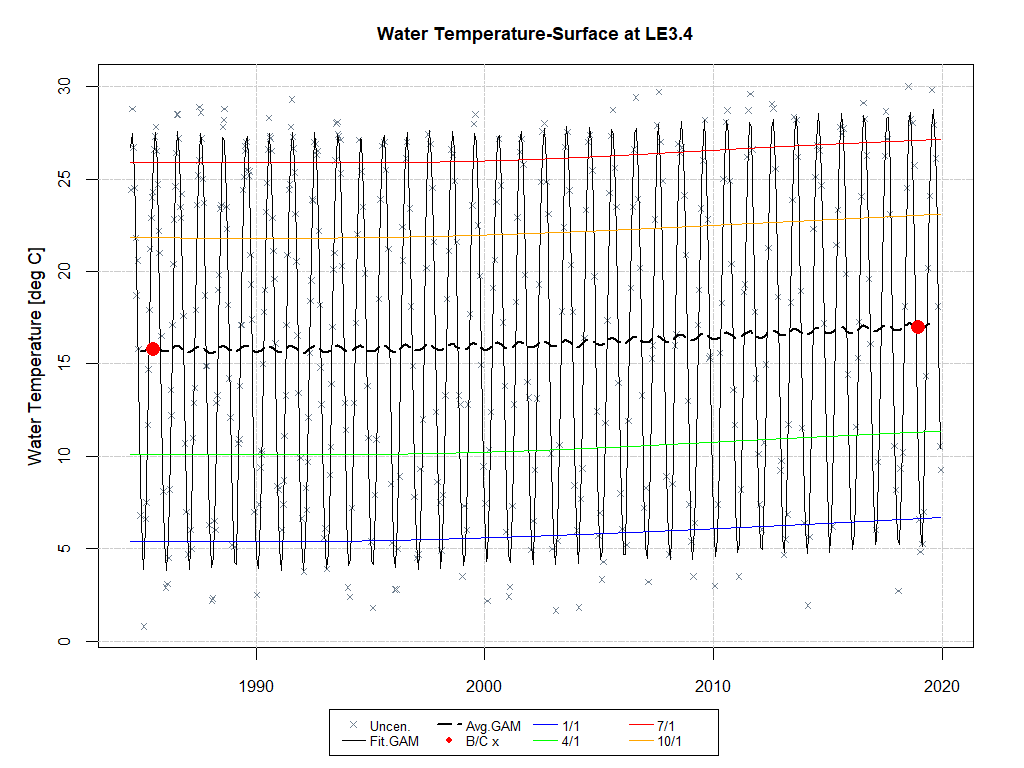 Water Temperature-Surface at LE3.4
Water Temperature [deg C]
30
25
20
15
10
5
0
1990 2000 2010 2020
Uncen. Avg.GAM 1/1 7/1
Fit.GAM B/C x 4/1 10/1